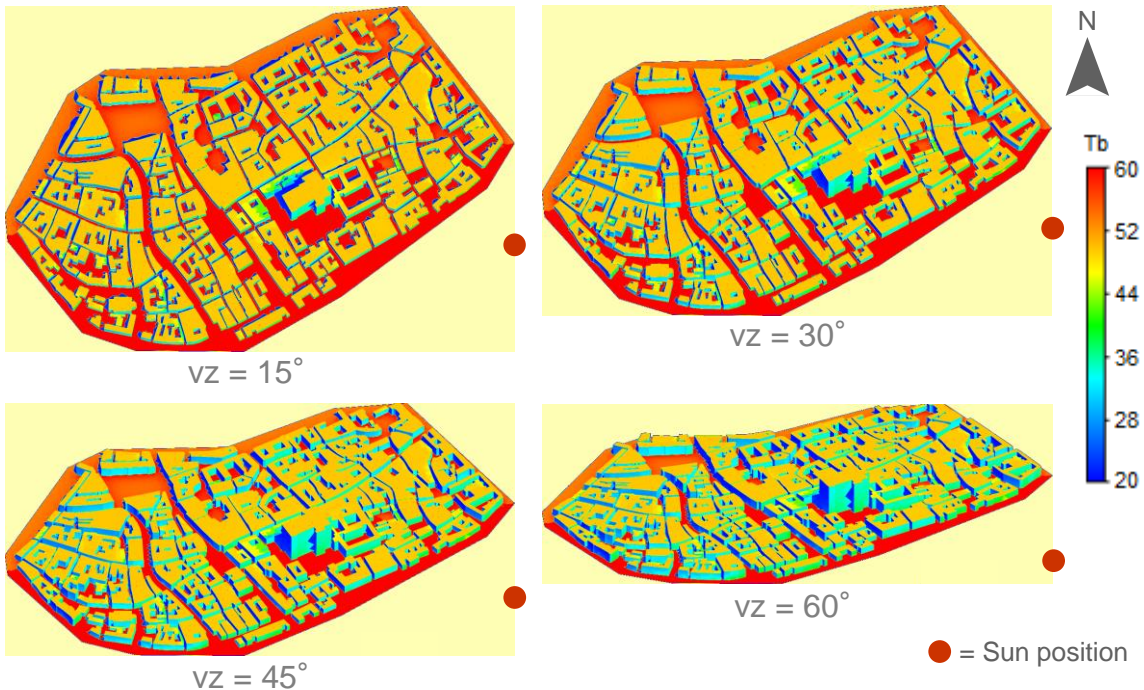 N
Tb
60
52
44
36
28
20
vz = 15°
vz = 30°
vz = 45°
vz = 60°
= Sun position